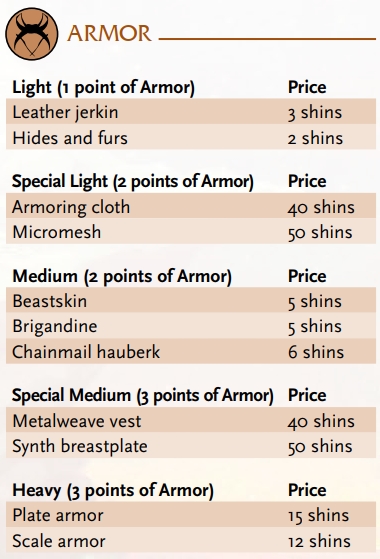 ARMOR
Light (1 point of Armor) Price
Leather jerkin 3 shins
Hides and furs 2 shins
Special Light (2 points of Armor) Price
Armoring cloth 40 shins
Micromesh 50 shins
Medium (2 points of Armor) Price
Beastskin 5 shins
Brigandine 5 shins
Chainmail hauberk 6 shins
Special Medium (3 points of Armor) Price
Metalweave vest 40 shins
Synth breastplate 50 shins
Heavy (3 points of Armor) Price
Plate armor 15 shins
Scale armor 12 shins